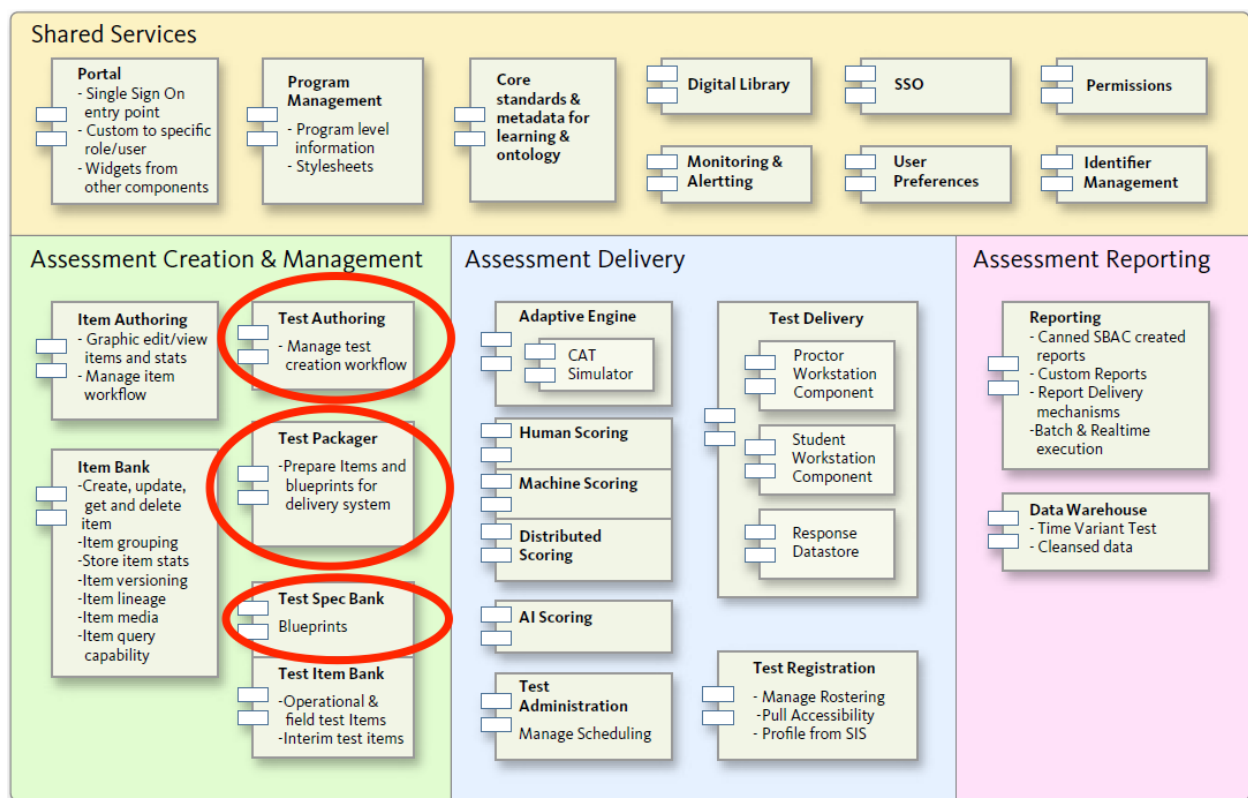 Shared Services
Portal
- Single Sign On
entry point
- Custom to specific
role/user
- Widgets from
other components
Program
Management
- Program level
information
- Stylesheets
Core
standards &
metadata for
learning &
ontology
Digital Library
SSO
Permissions
Monitoring &
Alertting
User
Preferences
Identifier
Management
Assessment Creation & Management
Item Authoring
- Graphic edit/view
items and stats
- Manage item
workflow
Test Authoring
- Manage test
creation workflow
Item Bank
-Create, update,
get and delete
item
-Item grouping
-Store item stats
-Item versioning
-Item lineage
-Item media
-Item query
capability
Test Packager
-Prepare Items and
blueprints for
delivery system
Test Spec Bank
Blueprints
Test Item Bank
-Operational &
field test Items
-Interim test items
Assessment Delivery
Adaptive Engine
CAT
Simulator
Human Scoring
Machine Scoring
Distributed
Scoring
AI Scoring
Test
Administration
Manage Scheduling
Test Delivery
Proctor
Workstation
Component
Student
Workstation
Component
Response
Datastore
Test Registration
- Manage Rostering
-Pull Accessibility
- Profile from SIS
Assessment Reporting
Reporting
- Canned SBAC created
reports
- Custom Reports
- Report Delivery
mechanisms
-Batch & Realtime
execution
Data Warehouse
- Time Variant Test
- Cleansed data